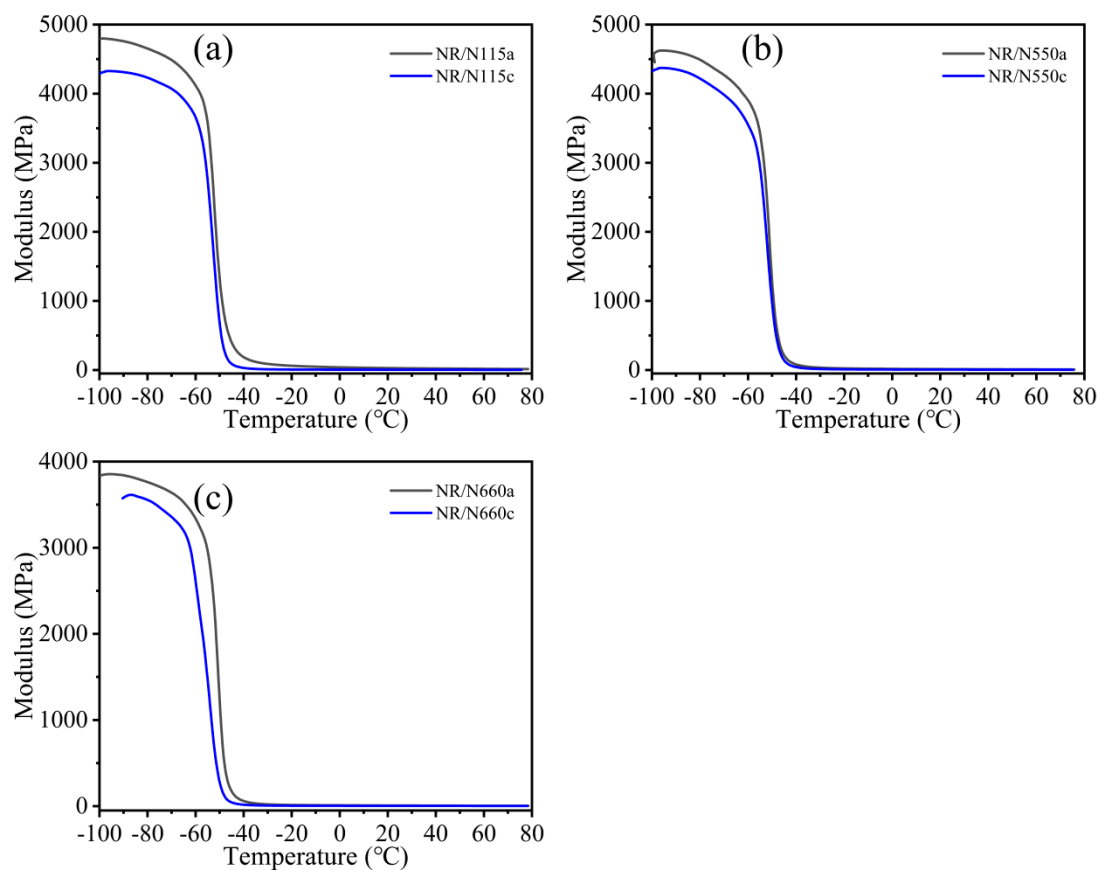 (a)
NR/N115a
NR/N115c
Modulus (MPa)
5000
4000
3000
2000
1000
0
-100 -80 -60 -40 -20 0 20 40 60 80
Temperature (℃)
(b)
NR/N550a
NR/N550c
Modulus (MPa)
5000
4000
3000
2000
1000
0
-100 -80 -60 -40 -20 0 20 40 60 80
Temperature (℃)
(c)
NR/N660a
NR/N660c
Modulus (MPa)
4000
3000
2000
1000
0
-100 -80 -60 -40 -20 0 20 40 60 80
Temperature (℃)